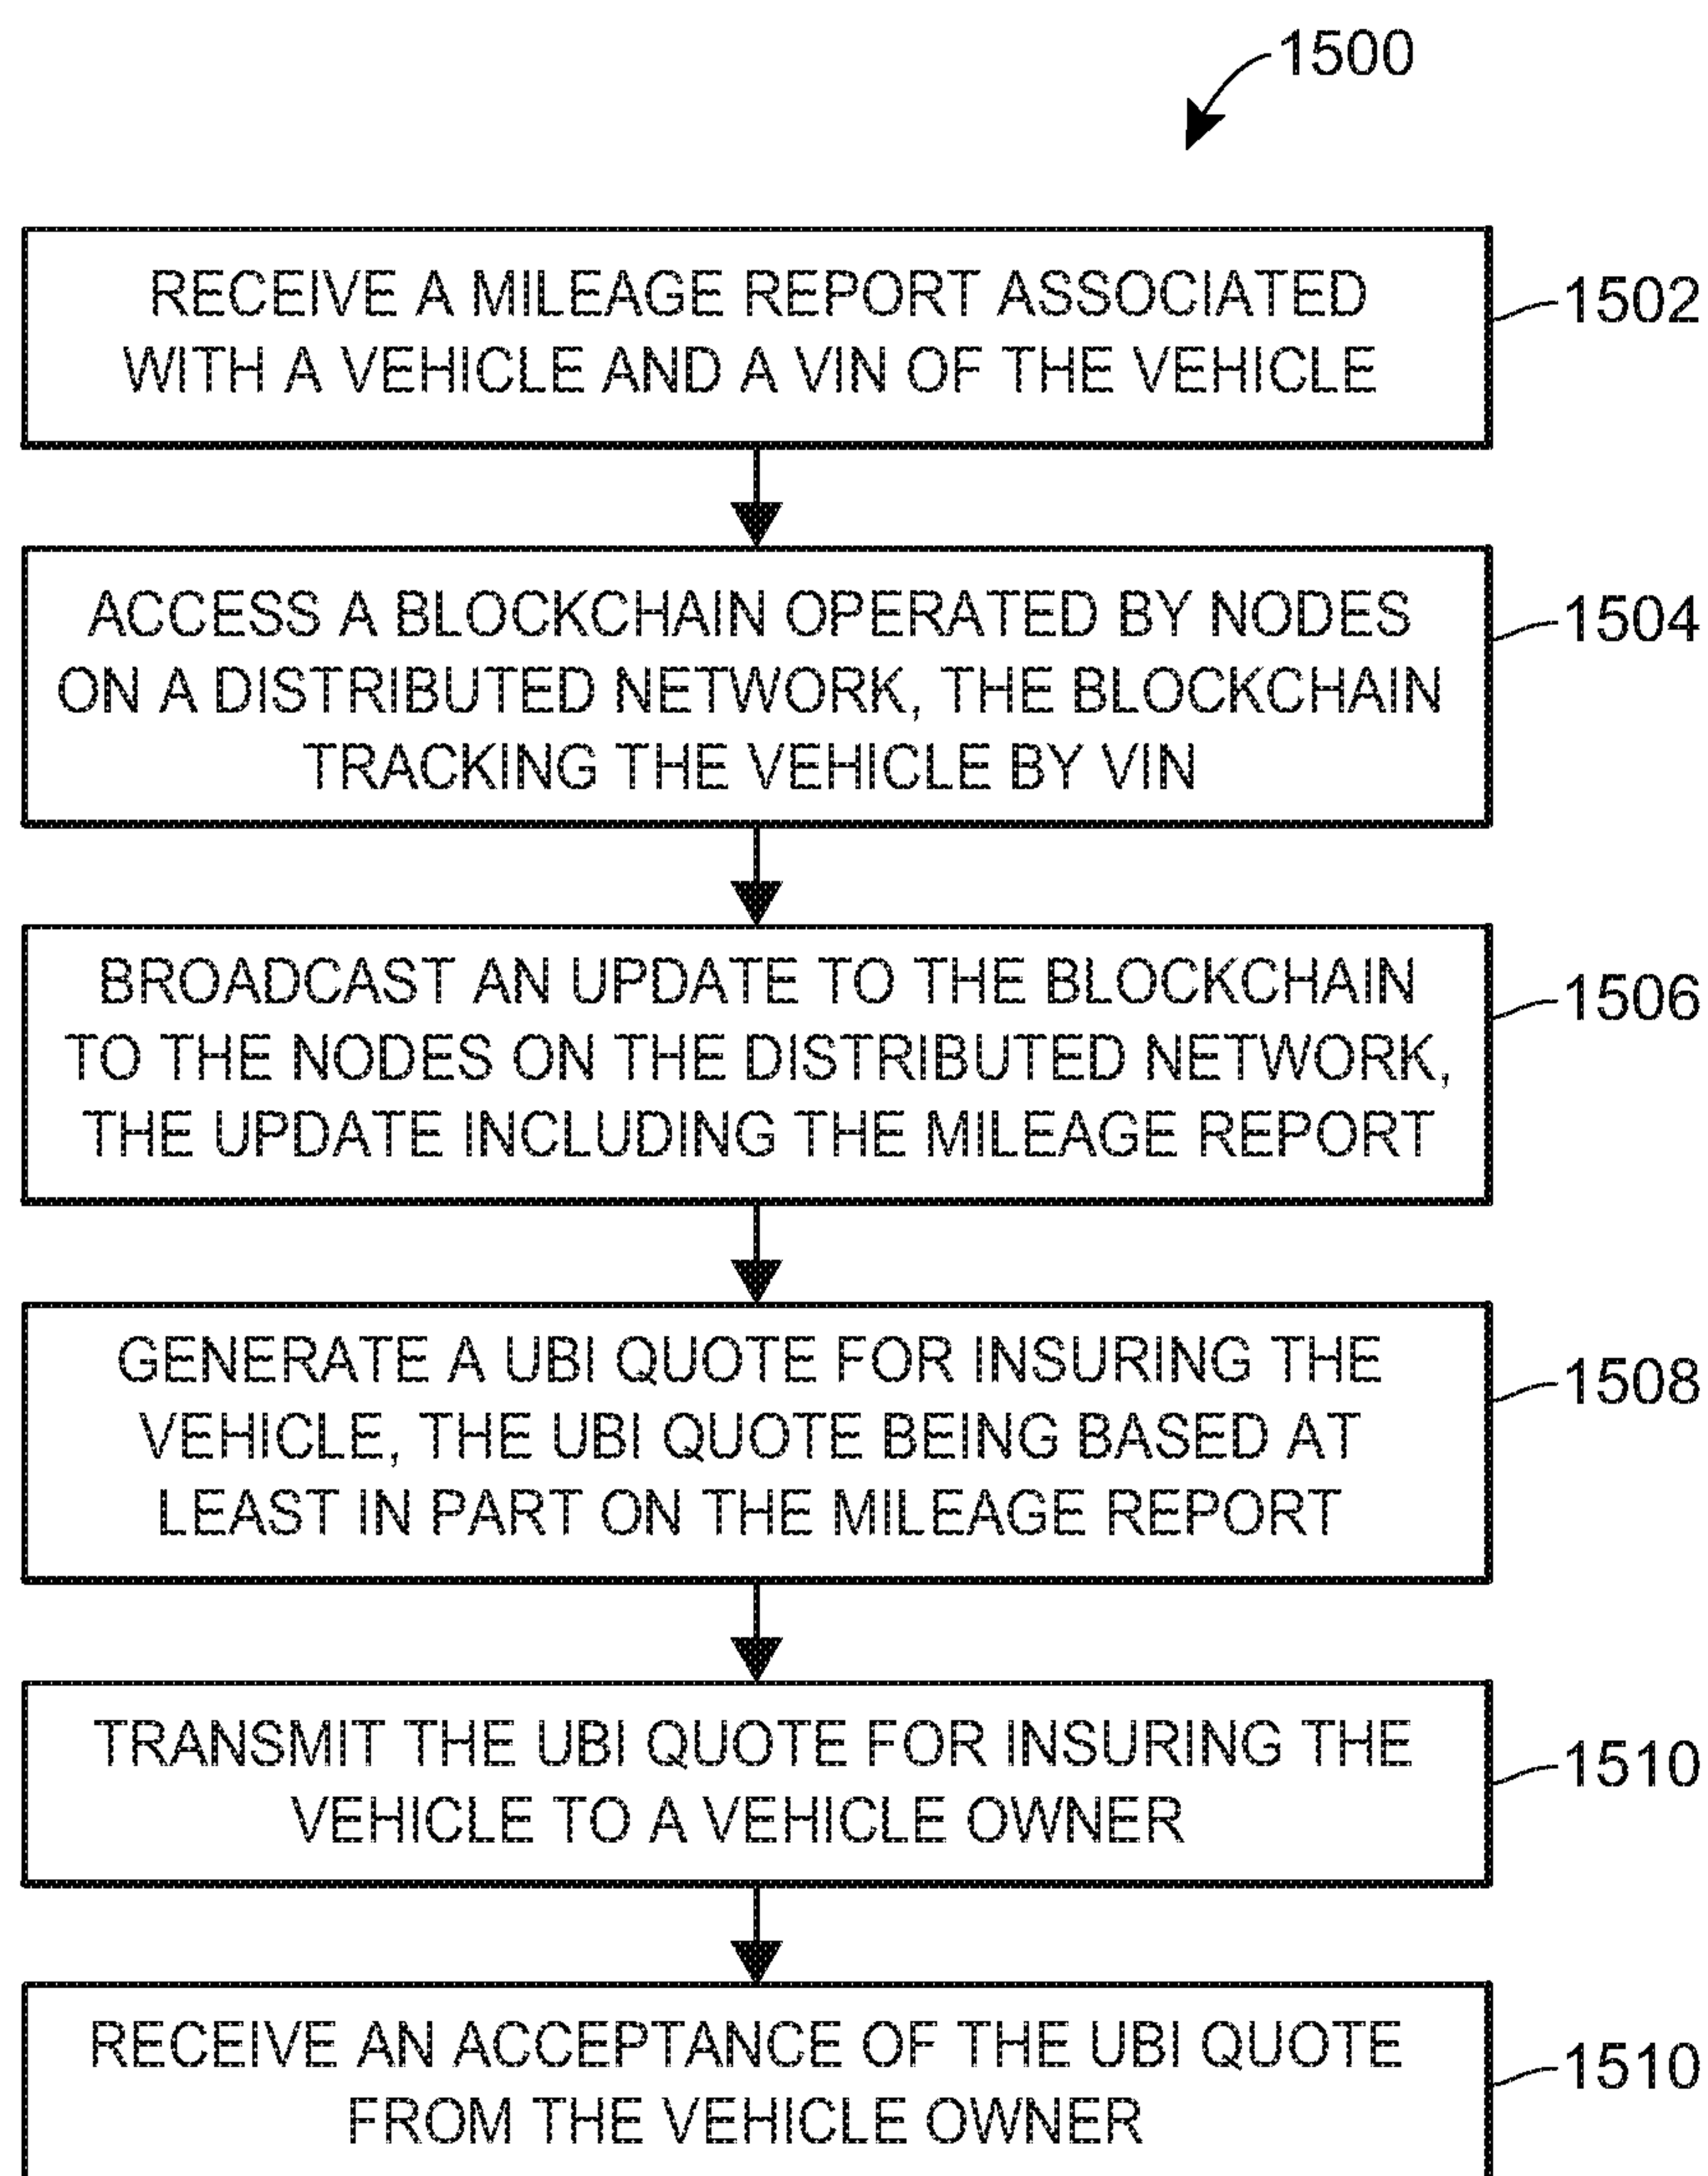 1500
RECEIVE A MILEAGE REPORT ASSOCIATED
WITH A VEHICLE AND A VIN OF THE VEHICLE
1502
ACCESS A BLOCKCHAIN OPERATED BY NODES
ON A DISTRIBUTED NETWORK, THE BLOCKCHAIN
TRACKING THE VEHICLE BY VIN
1504
BROADCAST AN UPDATE TO THE BLOCKCHAIN
TO THE NODES ON THE DISTRIBUTED NETWORK,
THE UPDATE INCLUDING THE MILEAGE REPORT
1506
GENERATE A UBI QUOTE FOR INSURING THE
VEHICLE, THE UBI QUOTE BEING BASED AT
LEAST IN PART ON THE MILEAGE REPORT
1508
TRANSMIT THE UBI QUOTE FOR INSURING THE
VEHICLE TO A VEHICLE OWNER
1510
RECEIVE AN ACCEPTANCE OF THE UBI QUOTE
FROM THE VEHICLE OWNER
1510